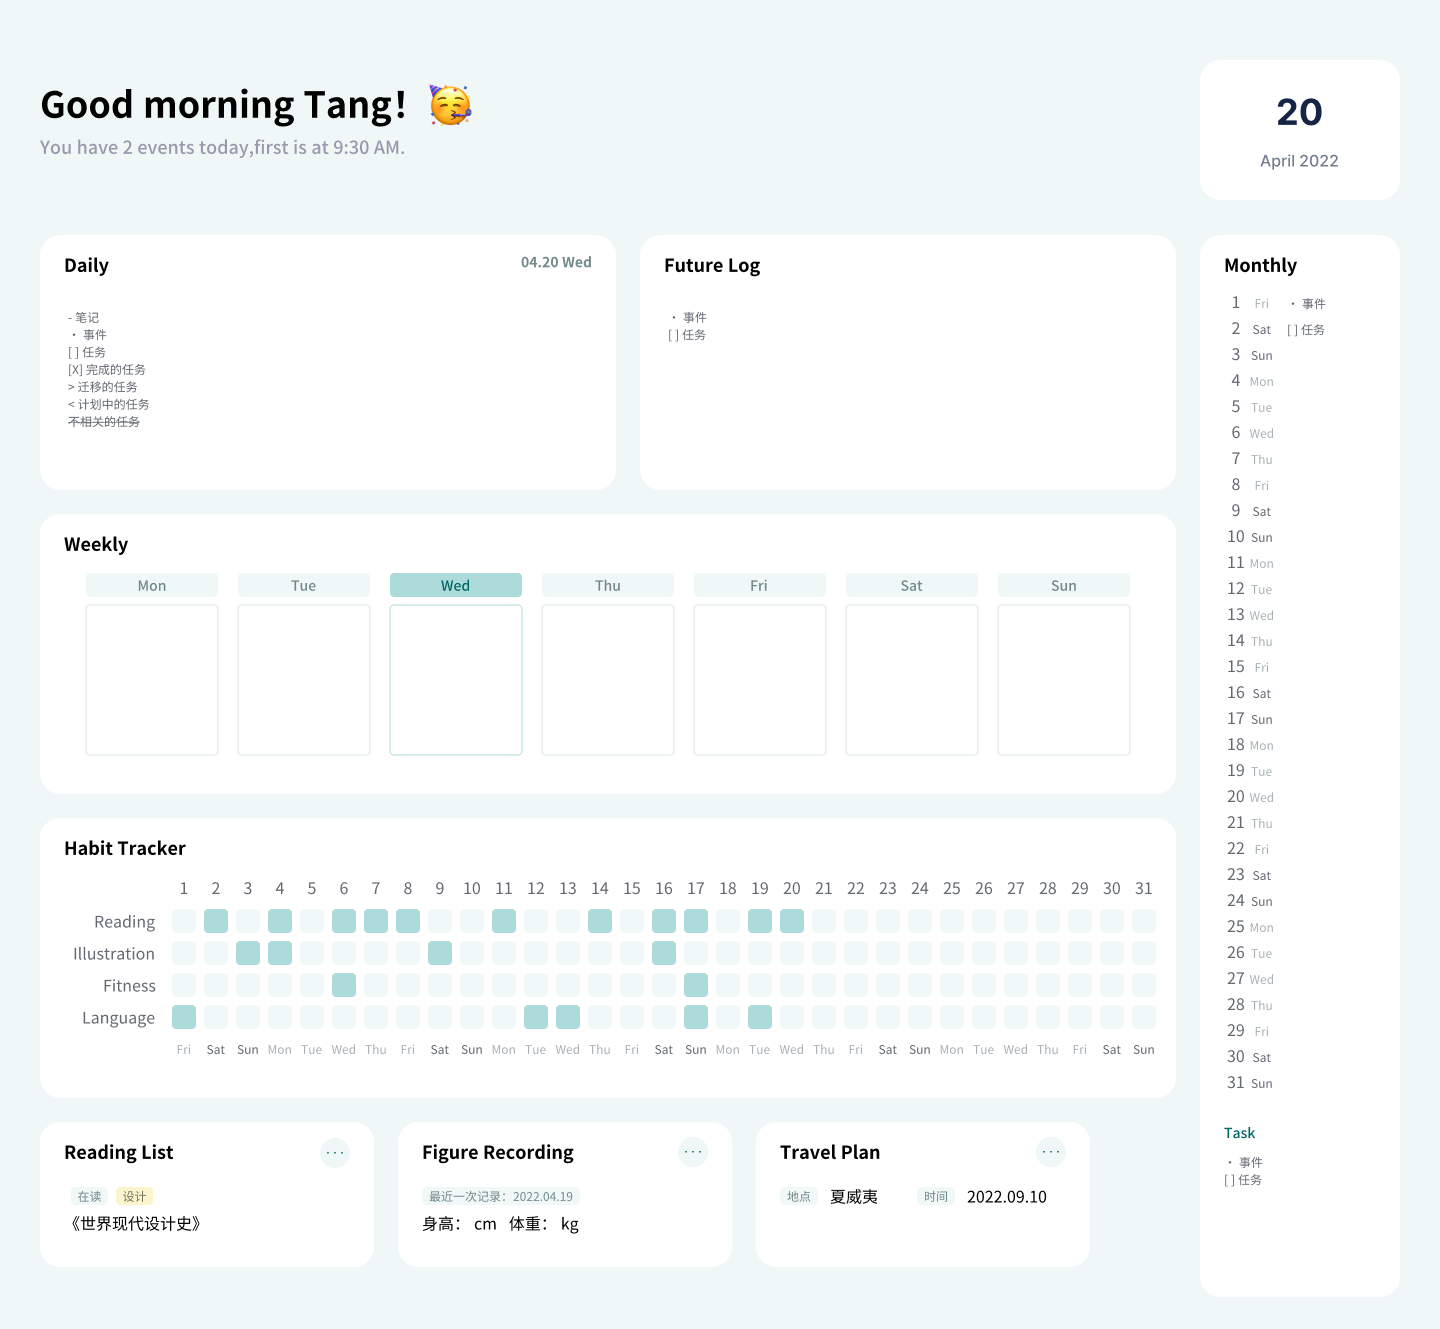 Good morning Tang! 🥳
You have 2 events today,first is at 9:30 AM.
20
April 2022
Daily
04.20 Wed
- 笔记
· 事件
[ ] 任务
[X] 完成的任务
> 迁移的任务
< 计划中的任务
不相关的任务
Future Log
· 事件
[ ] 任务
Weekly
Mon Tue Wed Thu Fri Sat Sun
Habit Tracker
1 2 3 4 5 6 7 8 9 10 11 12 13 14 15 16 17 18 19 20 21 22 23 24 25 26 27 28 29 30 31
Reading
Illustration
Fitness
Language
Fri Sat Sun Mon Tue Wed Thu Fri Sat Sun Mon Tue Wed Thu Fri Sat Sun Mon Tue Wed Thu Fri Sat Sun Mon Tue Wed Thu Fri Sat Sun
Reading List
···
在读 设计
《世界现代设计史》
Figure Recording
···
最近一次记录：2022.04.19
身高： cm 体重： kg
Travel Plan
···
地点 夏威夷 时间 2022.09.10
Monthly
1 Fri · 事件
2 Sat [ ] 任务
3 Sun
4 Mon
5 Tue
6 Wed
7 Thu
8 Fri
9 Sat
10 Sun
11 Mon
12 Tue
13 Wed
14 Thu
15 Fri
16 Sat
17 Sun
18 Mon
19 Tue
20 Wed
21 Thu
22 Fri
23 Sat
24 Sun
25 Mon
26 Tue
27 Wed
28 Thu
29 Fri
30 Sat
31 Sun
Task
· 事件
[ ] 任务